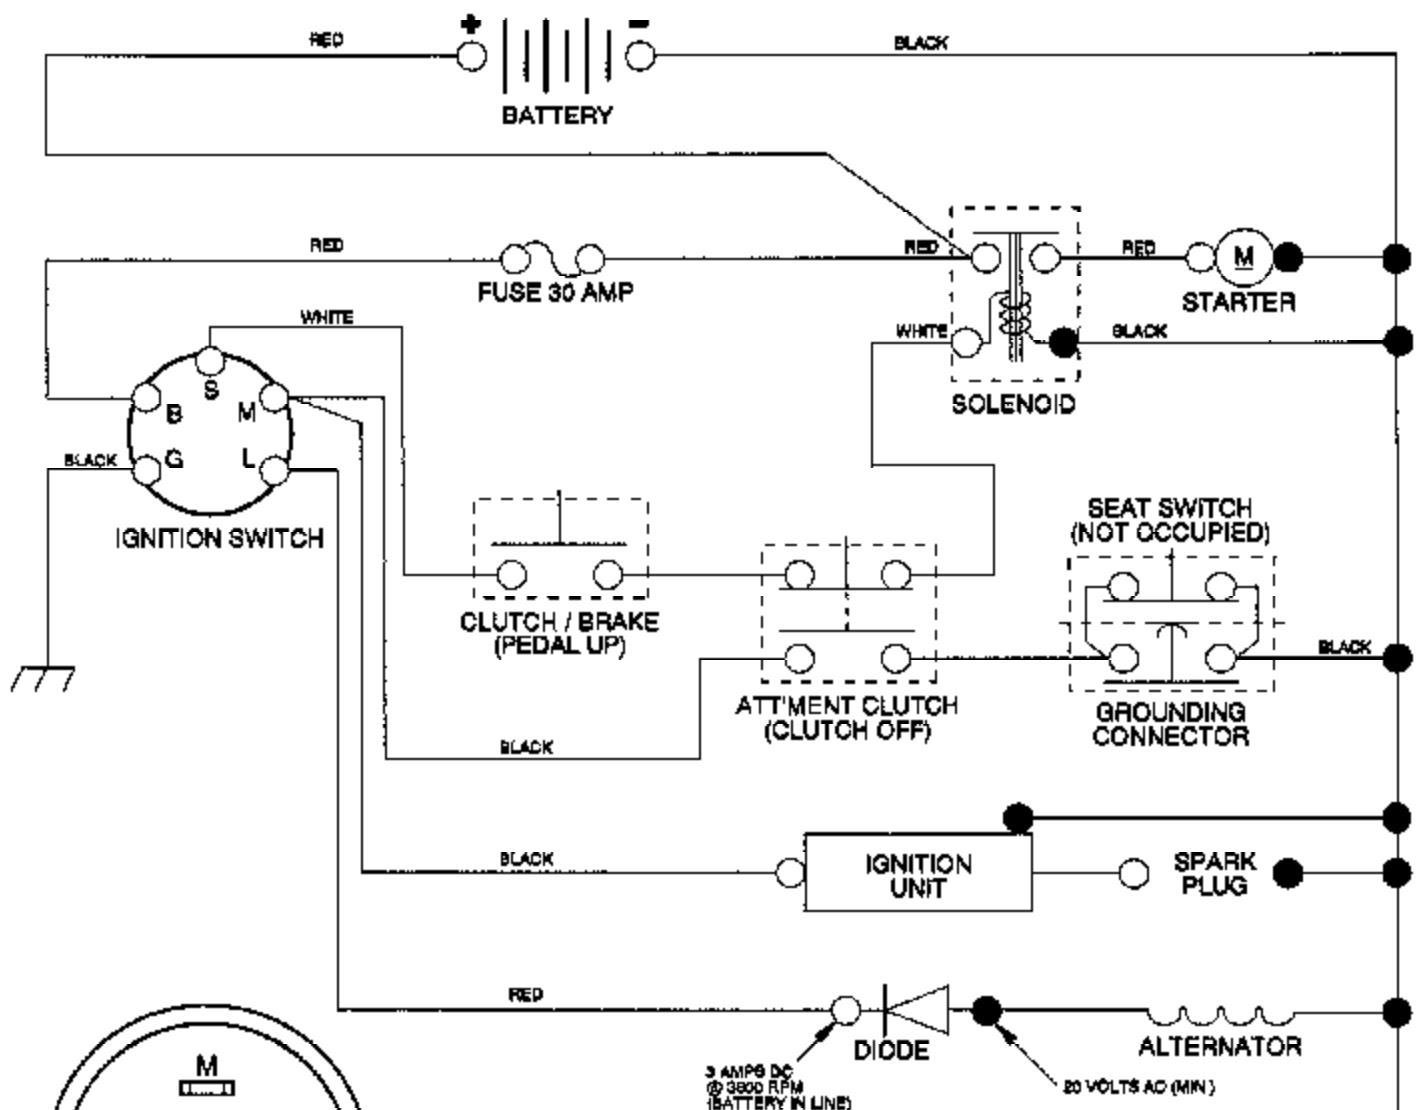 + -
RED
BLACK
BATTERY
RED
RED
RED
M
FUSE 30 AMP
STARTER
WHITE
WHITE
BLACK
S
B
M
SOLENOID
BLACK
G
L
IGNITION SWITCH
SEAT SWITCH
(NOT OCCUPIED)
CLUTCH / BRAKE
(PEDAL UP)
BLACK
ATT'MENT CLUTCH
(CLUTCH OFF)
GROUNDING
CONNECTOR
BLACK
BLACK
IGNITION
UNIT
SPARK
PLUG
RED
DIODE
ALTERNATOR
M
3 AMPS DC
@ 3600 RPM
(BATTERY IN LINE)
20 VOLTS AC (MIN)